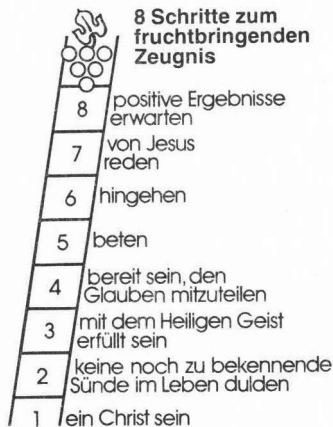 8 Schritte zum
fruchtbringenden
Zeugnis
8 positive Ergebnisse
erwarten
7 von Jesus
reden
6 hingehen
5 beten
4 bereit sein, den
Glauben mitzuteilen
3 mit dem Heiligen Geist
erfüllt sein
2 keine noch zu bekennende
Sünde im Leben dulden
1 ein Christ sein